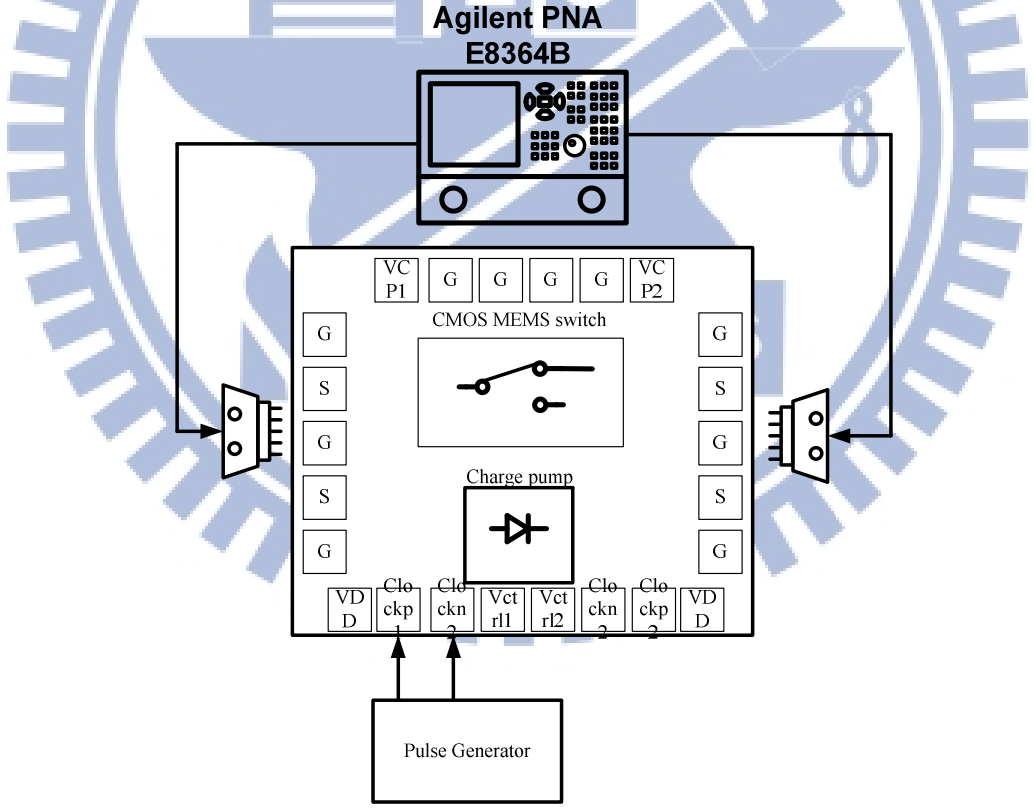 Agilent PNA
E8364B
VC
P1
G
G
G
G
VC
P2
CMOS MEMS switch
G
S
G
S
G
G
S
G
S
G
Charge pump
VD
D
Clo
ckp
1
Clo
ckn
2
Vct
rl1
Vct
rl2
Clo
ckn
2
Clo
ckp
2
VD
D
Pulse Generator